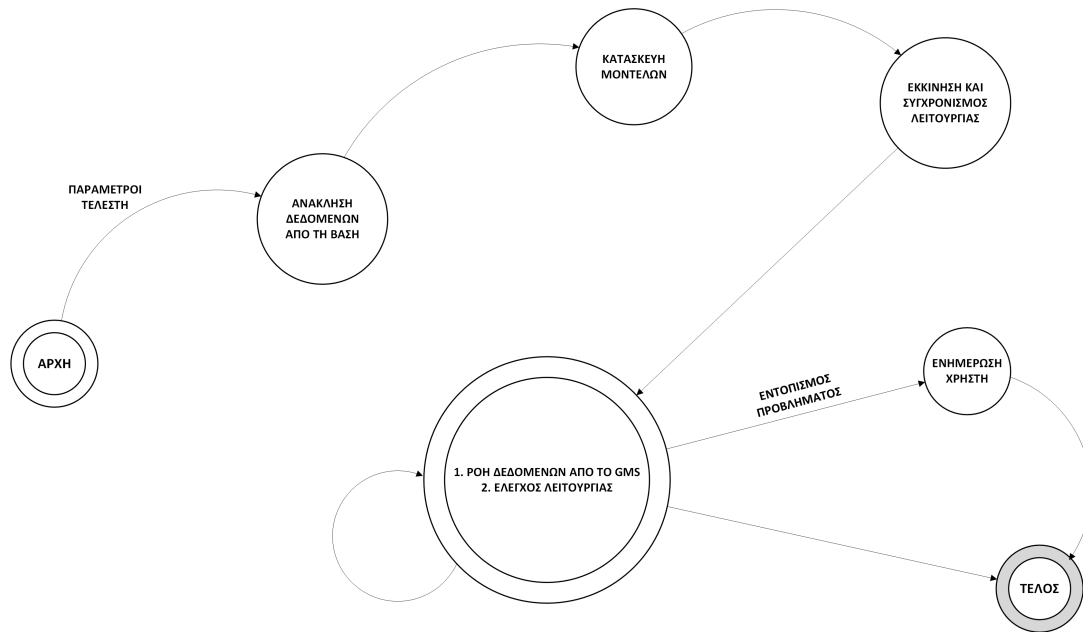 ΚΑΤΑΣΚΕΥΗ
ΜΟΝΤΕΛΩΝ
ΕΚΚΙΝΗΣΗ ΚΑΙ
ΣΥΓΧΡΟΝΙΣΜΟΣ
ΛΕΙΤΟΥΡΓΙΑΣ
ΠΑΡΑΜΕΤΡΟΙ
ΤΕΛΕΣΤΗ
ΑΝΑΚΛΗΣΗ
ΔΕΔΟΜΕΝΩΝ
ΑΠΟ ΤΗ ΒΑΣΗ
ΑΡΧΗ
ΕΝΤΟΠΙΣΜΟΣ
ΠΡΟΒΛΗΜΑΤΟΣ
ΕΝΗΜΕΡΩΣΗ
ΧΡΗΣΤΗ
1. ΡΟΗ ΔΕΔΟΜΕΝΩΝ ΑΠΟ ΤΟ GMS
2. ΕΛΕΓΧΟΣ ΛΕΙΤΟΥΡΓΙΑΣ
ΤΕΛΟΣ